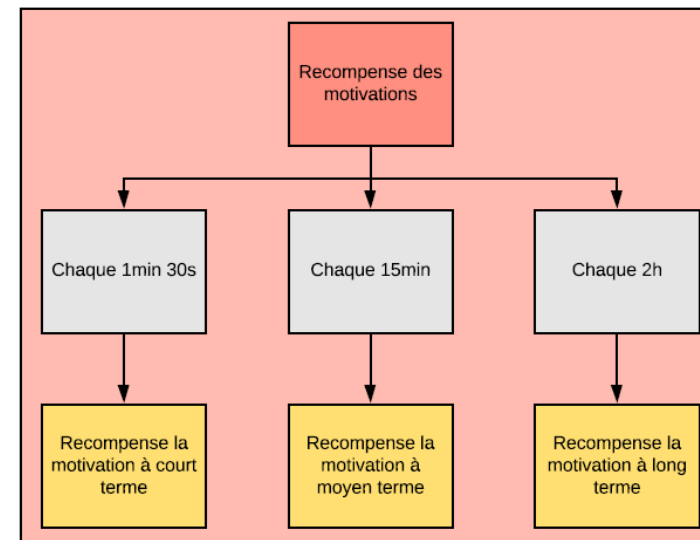 Recompense des
motivations
Chaque 1min 30s
Chaque 15min
Chaque 2h
Recompense la
motivation à court
terme
Recompense la
motivation à
moyen terme
Recompense la
motivation à long
terme